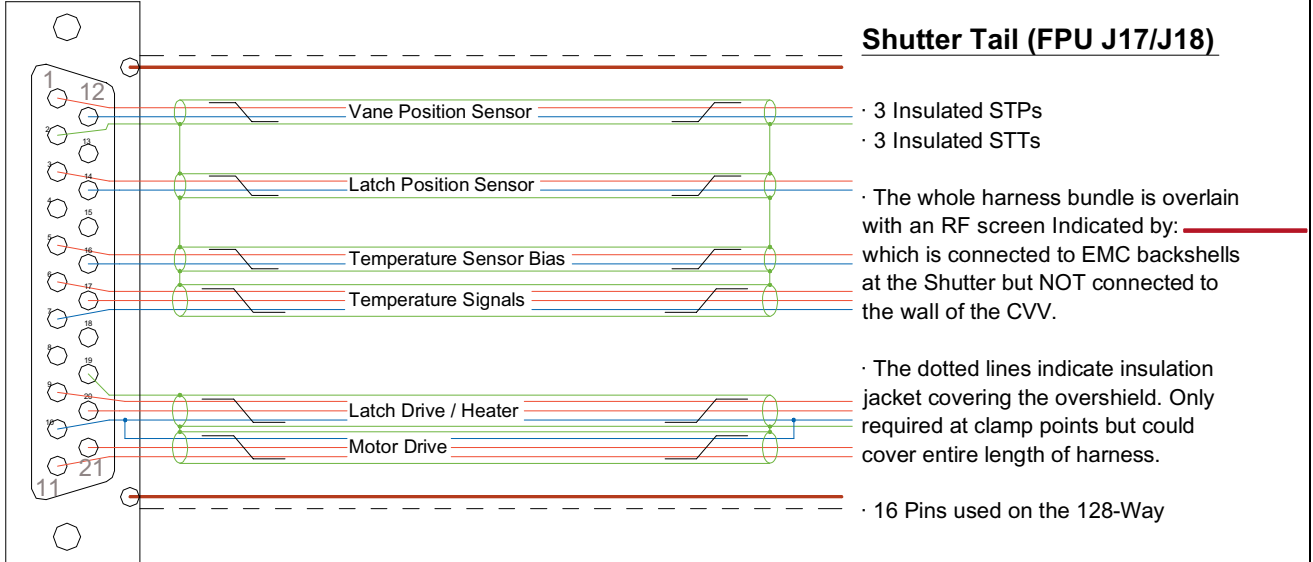 Shutter Tail (FPU J17/J18)
1
12
2
13
3
14
4
15
5
16
6
17
7
18
8
19
9
20
10
21
11
Vane Position Sensor
Latch Position Sensor
Temperature Sensor Bias
Temperature Signals
Latch Drive / Heater
Motor Drive
· 3 Insulated STPs
· 3 Insulated STTs
· The whole harness bundle is overlain
with an RF screen Indicated by:
which is connected to EMC backshells
at the Shutter but NOT connected to
the wall of the CVV.
· The dotted lines indicate insulation
jacket covering the overshield. Only
required at clamp points but could
cover entire length of harness.
· 16 Pins used on the 128-Way